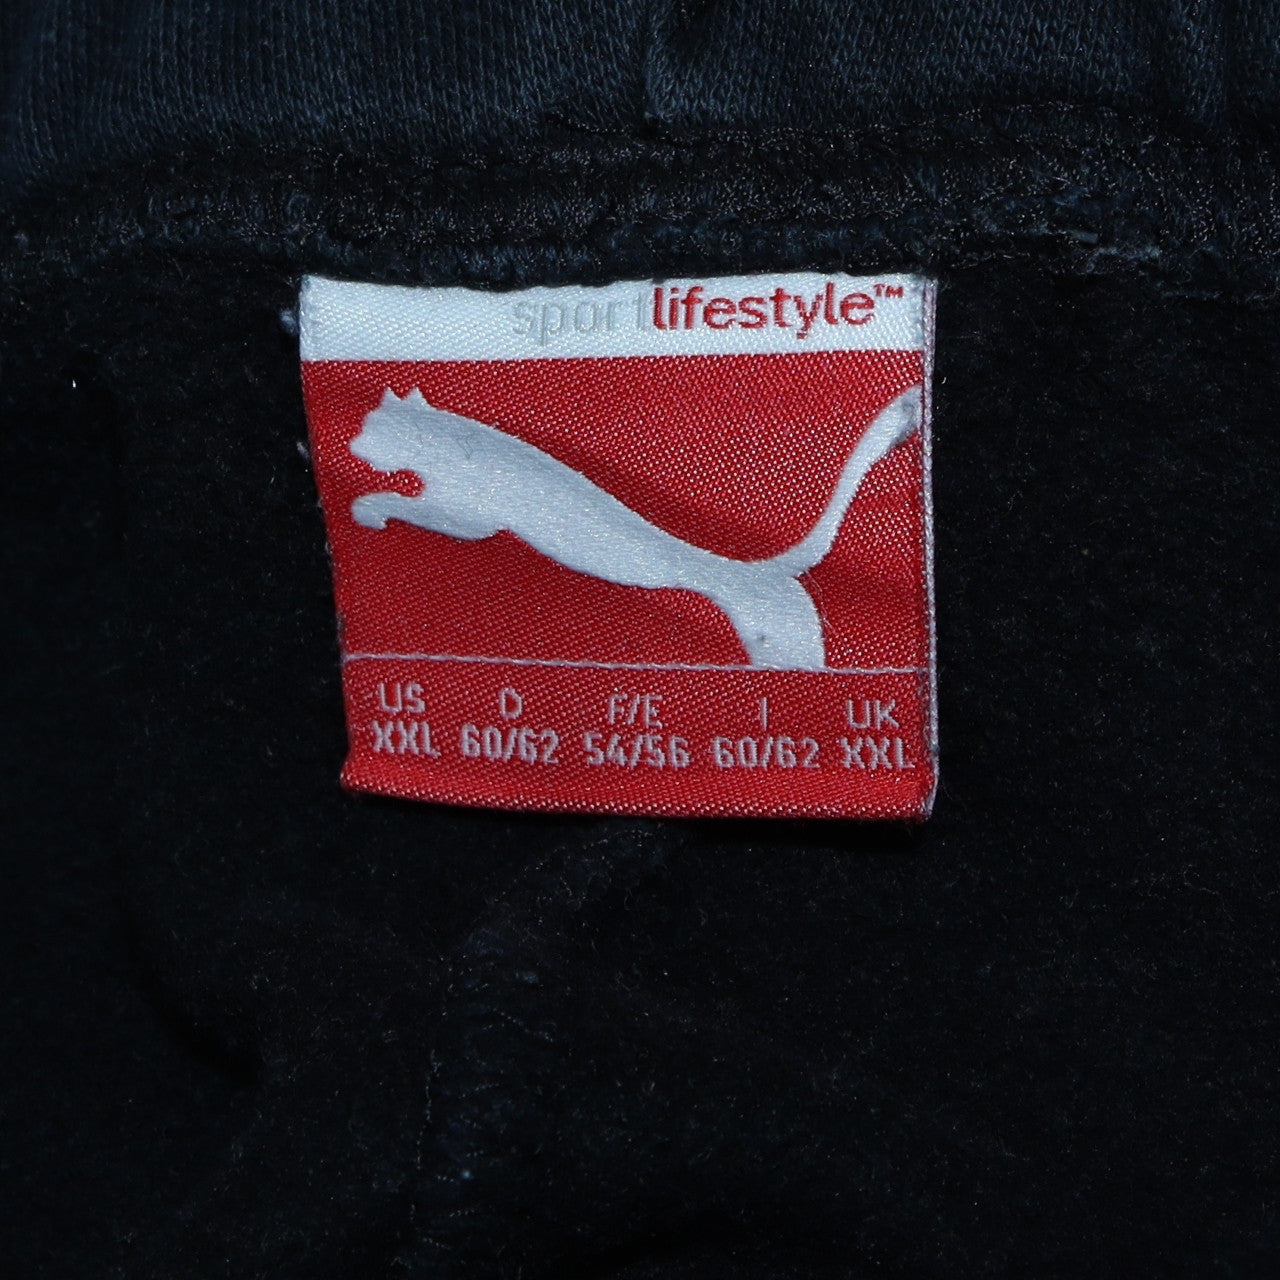 sportlifestyle™
US D F/E I UK
XXL 60/62 54/56 60/62 XXL